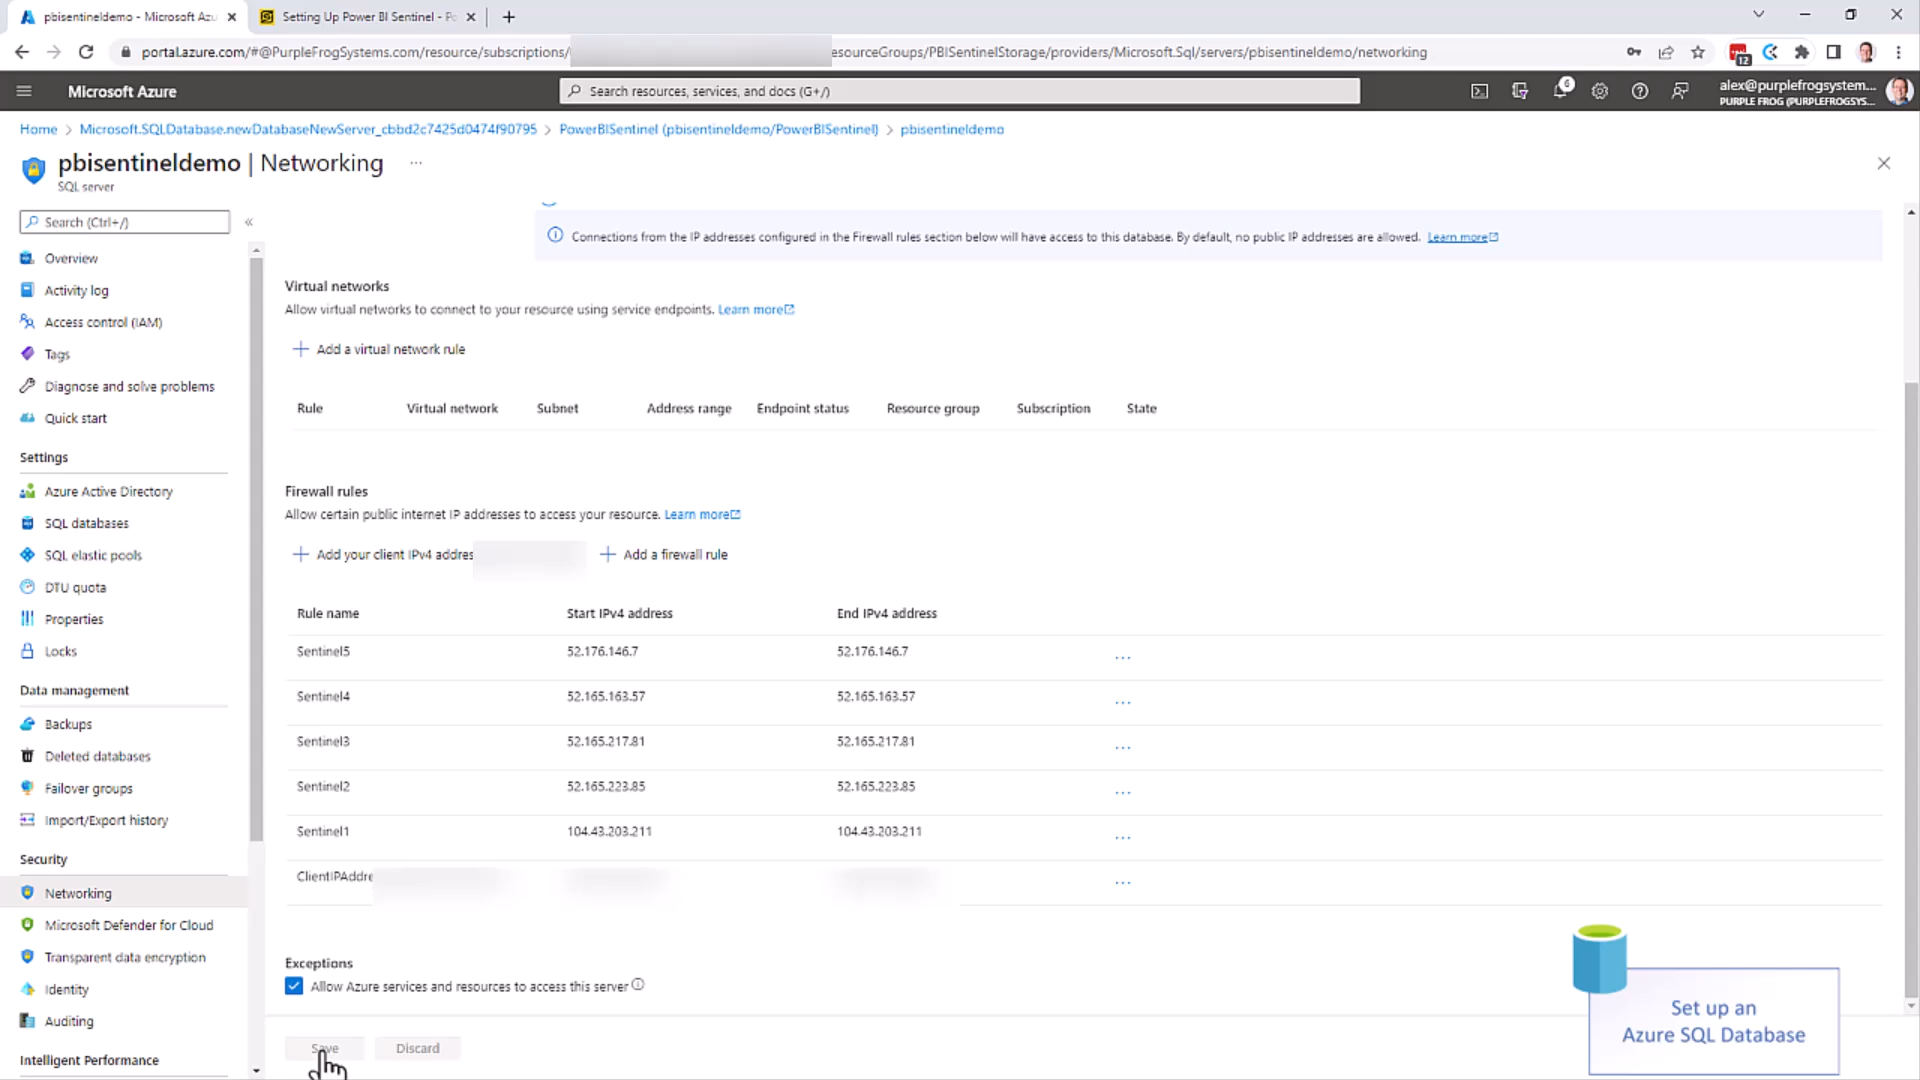 pbisentineldemo - Microsoft Azu
Setting Up Power BI Sentinel - Po
portal.azure.com/#@PurpleFrogSystems.com/resource/subscriptions/
esourceGroups/PBISentinelStorage/providers/Microsoft.Sql/servers/pbisentineldemo/networking
12
Microsoft Azure
Search resources, services, and docs (G+/)
6
alex@purplefrogsystem...
PURPLE FROG (PURPLEFROGSYS...
Home > Microsoft.SQLDatabase.newDatabaseNewServer_cbbd2c7425d0474f90795 > PowerBISentinel (pbisentineldemo/PowerBISentinel) > pbisentineldemo
pbisentineldemo | Networking ...
SQL server
Search (Ctrl+/)
«
Overview
Activity log
Access control (IAM)
Tags
Diagnose and solve problems
Quick start
Settings
Azure Active Directory
SQL databases
SQL elastic pools
DTU quota
Properties
Locks
Data management
Backups
Deleted databases
Failover groups
Import/Export history
Security
Networking
Microsoft Defender for Cloud
Transparent data encryption
Identity
Auditing
Intelligent Performance
Connections from the IP addresses configured in the Firewall rules section below will have access to this database. By default, no public IP addresses are allowed. Learn more
Virtual networks
Allow virtual networks to connect to your resource using service endpoints. Learn more
+ Add a virtual network rule
Rule Virtual network Subnet Address range Endpoint status Resource group Subscription State
Firewall rules
Allow certain public internet IP addresses to access your resource. Learn more
+ Add your client IPv4 addres + Add a firewall rule
Rule name Start IPv4 address End IPv4 address
Sentinel5 52.176.146.7 52.176.146.7 ...
Sentinel4 52.165.163.57 52.165.163.57 ...
Sentinel3 52.165.217.81 52.165.217.81 ...
Sentinel2 52.165.223.85 52.165.223.85 ...
Sentinel1 104.43.203.211 104.43.203.211 ...
ClientIPAddre ...
Exceptions
Allow Azure services and resources to access this server
Save Discard
Set up an
Azure SQL Database